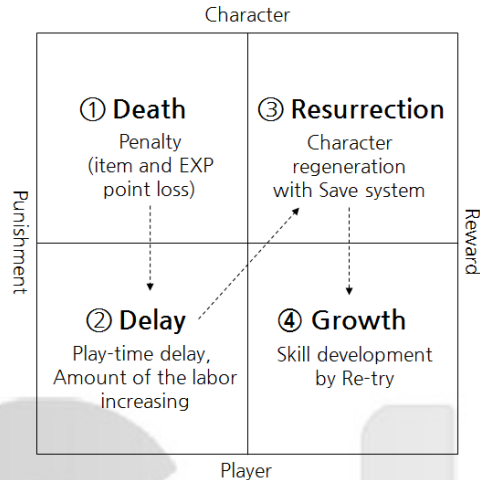 Character
① Death
Penalty
(item and EXP
point loss)
③ Resurrection
Character
regeneration
with Save system
Punishment
Reward
② Delay
Play-time delay,
Amount of the labor
increasing
④ Growth
Skill development
by Re-try
Player